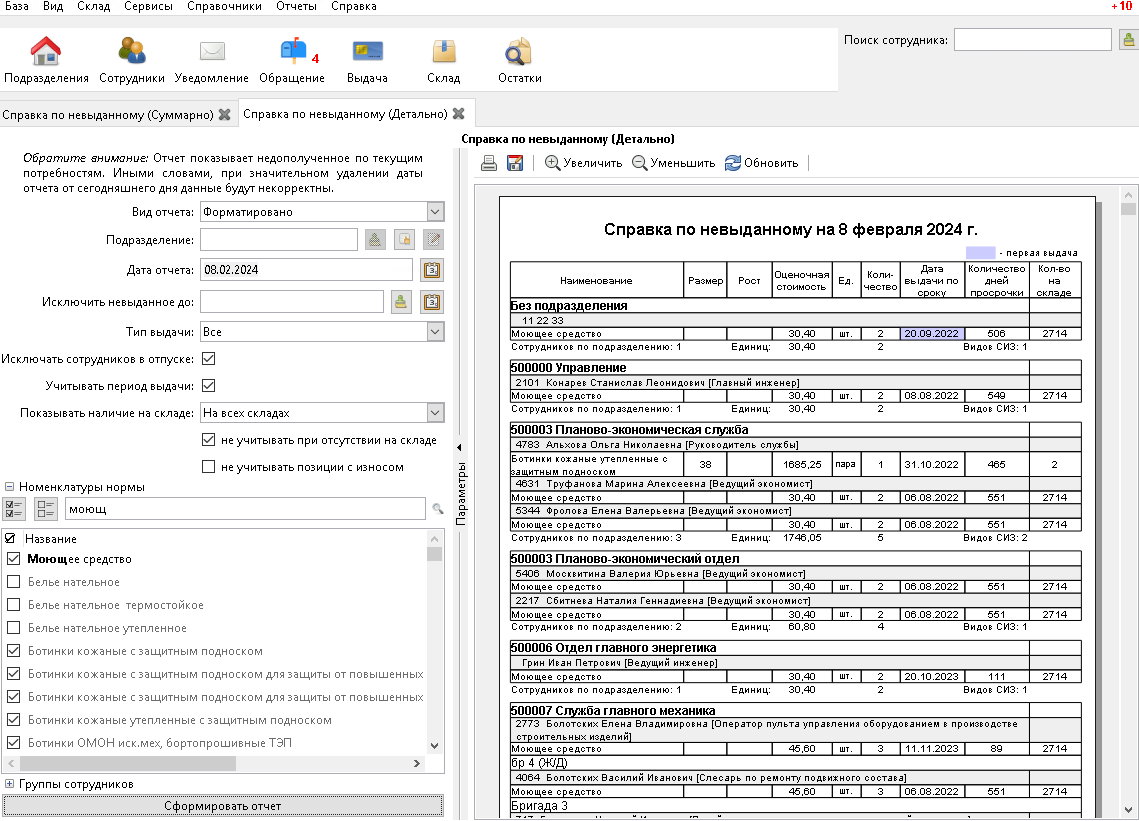 База Вид Склад Сервисы Справочники Отчеты Справка +10
Подразделения Сотрудники Уведомление Обращение 4 Выдача Склад Остатки
Поиск сотрудника:
Справка по невыданному (Суммарно) Справка по невыданному (Детально)
Обратите внимание: Отчет показывает недополученное по текущим
потребностям. Иными словами, при значительном удалении даты
отчета от сегодняшнего дня данные будут некорректны.
Вид отчета: Форматировано
Подразделение:
Дата отчета: 08.02.2024
Исключить невыданное до:
Тип выдачи: Все
Исключать сотрудников в отпуске:
Учитывать период выдачи:
Показывать наличие на складе: На всех складах
не учитывать при отсутствии на складе
не учитывать позиции с износом
Номенклатуры нормы
моющ
Название
Моющее средство
Белье нательное
Белье нательное термостойкое
Белье нательное утепленное
Ботинки кожаные с защитным подноском
Ботинки кожаные с защитным подноском для защиты от повышенных
Ботинки кожаные с защитным подноском для защиты от повышенных
Ботинки кожаные утепленные с защитным подноском
Ботинки ОМОН иск.мех, бортопрошивные ТЭП
Группы сотрудников
Сформировать отчет
Параметры
Справка по невыданному (Детально)
Увеличить Уменьшить Обновить
Справка по невыданному на 8 февраля 2024 г.
- первая выдача
Наименование Размер Рост Оценочная стоимость Ед. Коли-чество Дата выдачи по сроку Количество дней просрочки Кол-во на складе
Без подразделения
11 22 33
Моющее средство 30,40 шт. 2 20.09.2022 506 2714
Сотрудников по подразделению: 1 Единиц: 30,40 2 Видов СИЗ: 1
500000 Управление
2101 Конарев Станислав Леонидович [Главный инженер]
Моющее средство 30,40 шт. 2 08.08.2022 549 2714
Сотрудников по подразделению: 1 Единиц: 30,40 2 Видов СИЗ: 1
500003 Планово-экономическая служба
4783 Альхова Ольга Николаевна [Руководитель службы]
Ботинки кожаные утепленные с
защитным подноском 38 1685,25 пара 1 31.10.2022 465 2
4631 Труфанова Марина Алексеевна [Ведущий экономист]
Моющее средство 30,40 шт. 2 06.08.2022 551 2714
5344 Фролова Елена Валерьевна [Ведущий экономист]
Моющее средство 30,40 шт. 2 06.08.2022 551 2714
Сотрудников по подразделению: 3 Единиц: 1746,05 5 Видов СИЗ: 2
500003 Планово-экономический отдел
5406 Москвитина Валерия Юрьевна [Ведущий экономист]
Моющее средство 30,40 шт. 2 06.08.2022 551 2714
2217 Сбитнева Наталия Геннадиевна [Ведущий экономист]
Моющее средство 30,40 шт. 2 06.08.2022 551 2714
Сотрудников по подразделению: 2 Единиц: 60,80 4 Видов СИЗ: 1
500006 Отдел главного энергетика
Грин Иван Петрович [Ведущий инженер]
Моющее средство 30,40 шт. 2 20.10.2023 111 2714
Сотрудников по подразделению: 1 Единиц: 30,40 2 Видов СИЗ: 1
500007 Служба главного механика
2773 Болотских Елена Владимировна [Оператор пульта управления оборудованием в производстве
строительных изделий]
Моющее средство 45,60 шт. 3 11.11.2023 89 2714
бр 4 (Ж/Д)
4064 Болотских Василий Иванович [Слесарь по ремонту подвижного состава]
Моющее средство 45,60 шт. 3 06.08.2022 551 2714
Бригада 3